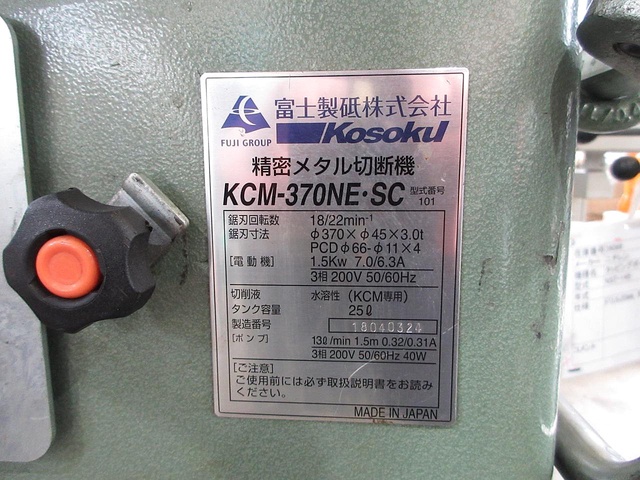 FUJI GROUP
富士製砥株式会社
Kosoku
精密メタル切断機
KCM-370NE・SC 型式番号 101
鋸刃回転数 18/22min⁻¹
鋸刃寸法 φ370×φ45×3.0t
PCDφ66-φ11×4
[電動機] 1.5Kw 7.0/6.3A
3相 200V 50/60Hz
切削液 水溶性 (KCM専用)
タンク容量 25ℓ
製造番号 18040324
[ポンプ] 13ℓ/min 1.5m 0.32/0.31A
3相 200V 50/60Hz 40W
[ご注意]
ご使用前には必ず取扱説明書をお読み
ください。
MADE IN JAPAN